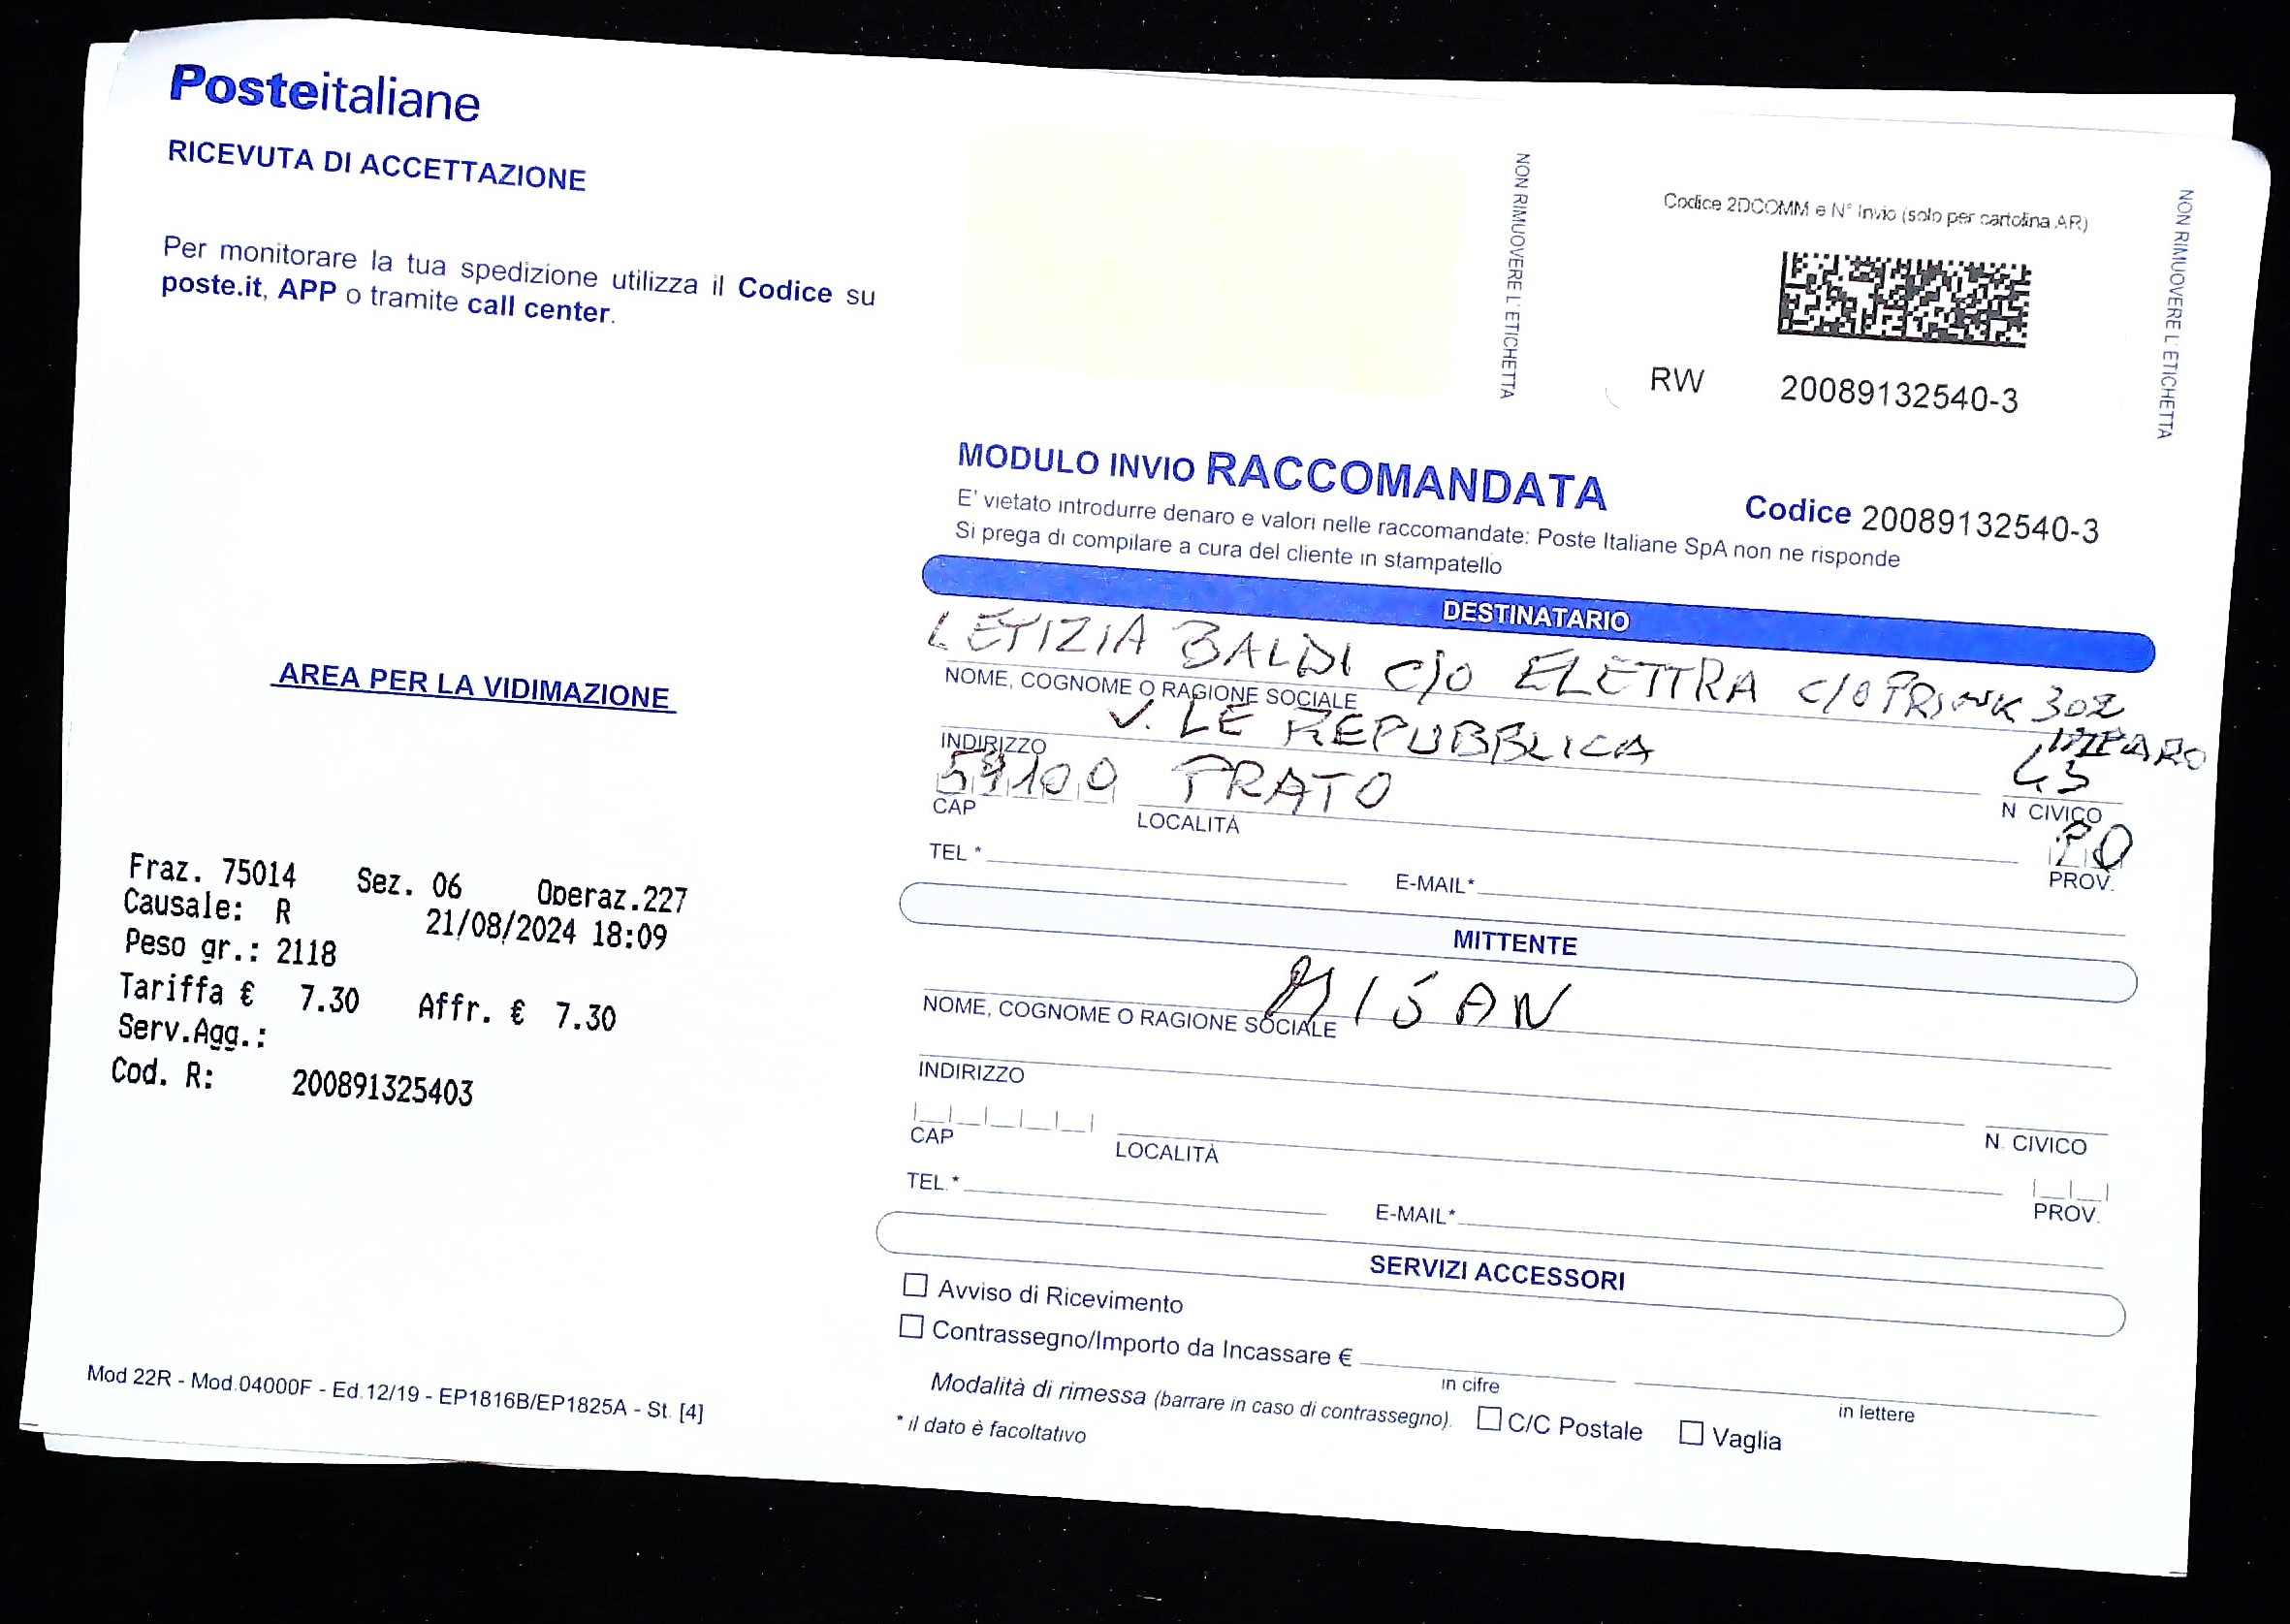 Posteitaliane
RICEVUTA DI ACCETTAZIONE
Per monitorare la tua spedizione utilizza il Codice su
poste.it, APP o tramite call center.
AREA PER LA VIDIMAZIONE
Fraz. 75014 Sez. 06 Operaz.227
Causale: R 21/08/2024 18:09
Peso gr.: 2118
Tariffa € 7.30 Affr. € 7.30
Serv.Agg.:
Cod. R: 200891325403
Mod 22R - Mod.04000F - Ed.12/19 - EP1816B/EP1825A - St. [4]
NON RIMUOVERE L'ETICHETTA
Codice 2DCOMM e N° Invio (solo per cartolina AR)
RW 20089132540-3
NON RIMUOVERE L'ETICHETTA
MODULO INVIO RACCOMANDATA
Codice 20089132540-3
E' vietato introdurre denaro e valori nelle raccomandate: Poste Italiane SpA non ne risponde
Si prega di compilare a cura del cliente in stampatello
DESTINATARIO
LETIZIA BALDI C/O ELETTRA C/O PRINK 302
NOME, COGNOME O RAGIONE SOCIALE
V. LE REPUBBLICA
INDIRIZZO
N. CIVICO
59100 PRATO
CAP
LOCALITÀ
PO
PROV.
TEL.*
E-MAIL*
MITTENTE
MISAN
NOME, COGNOME O RAGIONE SOCIALE
INDIRIZZO
N. CIVICO
CAP
LOCALITÀ
PROV.
TEL.*
E-MAIL*
SERVIZI ACCESSORI
Avviso di Ricevimento
Contrassegno/Importo da Incassare €
in cifre
in lettere
Modalità di rimessa (barrare in caso di contrassegno). C/C Postale Vaglia
* il dato è facoltativo